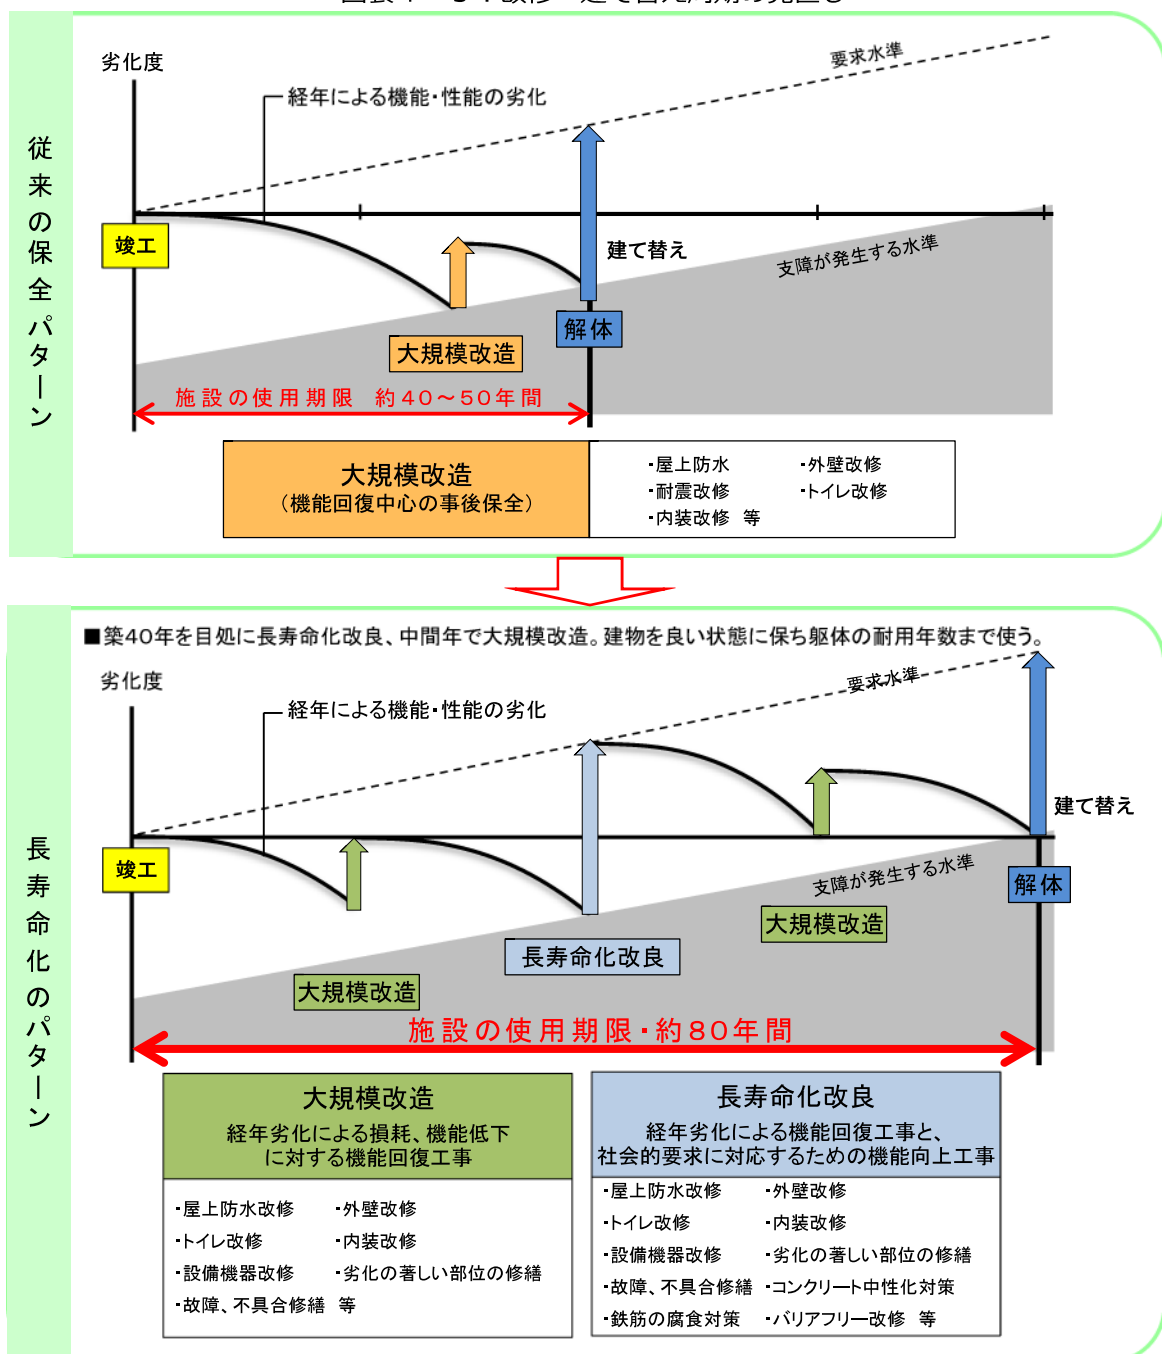 従来の保全パターン
劣化度
要求水準
経年による機能・性能の劣化
竣工
建て替え
支障が発生する水準
解体
大規模改造
施設の使用期限　約40～50年間
大規模改造
（機能回復中心の事後保全）
・屋上防水　・外壁改修
・耐震改修　・トイレ改修
・内装改修　等
長寿命化のパターン
■築40年を目処に長寿命化改良、中間年で大規模改造。建物を良い状態に保ち躯体の耐用年数まで使う。
劣化度
要求水準
経年による機能・性能の劣化
建て替え
竣工
支障が発生する水準
解体
大規模改造
長寿命化改良
大規模改造
施設の使用期限・約80年間
大規模改造
経年劣化による損耗、機能低下
に対する機能回復工事
・屋上防水改修　・外壁改修
・トイレ改修　・内装改修
・設備機器改修　・劣化の著しい部位の修繕
・故障、不具合修繕　等
長寿命化改良
経年劣化による機能回復工事と、
社会的要求に対応するための機能向上工事
・屋上防水改修　・外壁改修
・トイレ改修　・内装改修
・設備機器改修　・劣化の著しい部位の修繕
・故障、不具合修繕　・コンクリート中性化対策
・鉄筋の腐食対策　・バリアフリー改修　等